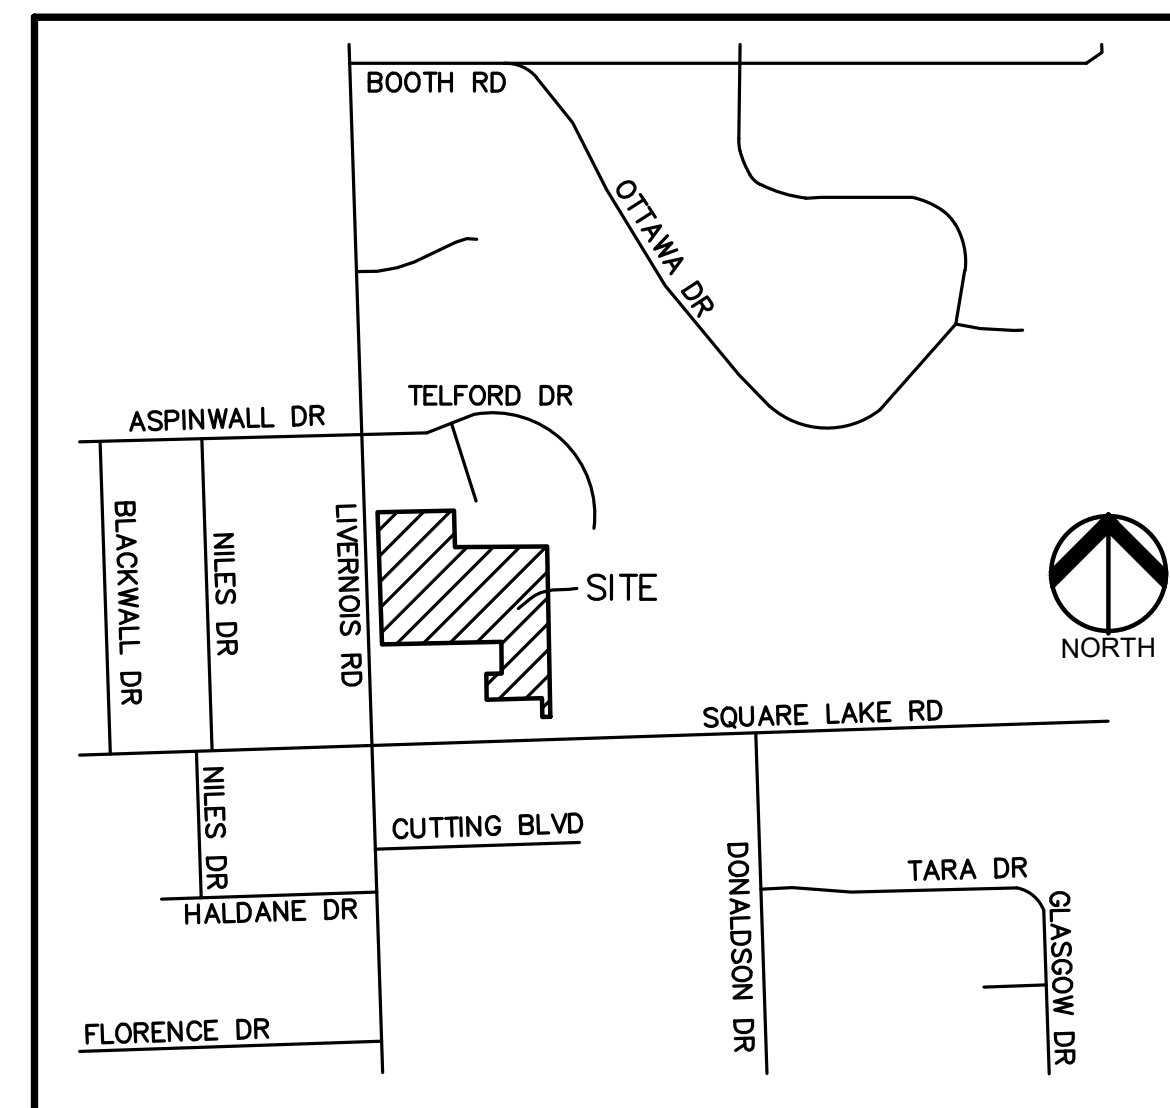 BOOTH RD
OTTAWA DR
TELFORD DR
ASPINWALL DR
BLACKWALL DR
NILES DR
LIVERNOIS RD
SITE
NORTH
SQUARE LAKE RD
NILES DR
CUTTING BLVD
DONALDSON DR
TARA DR
GLASGOW DR
HALDANE DR
FLORENCE DR